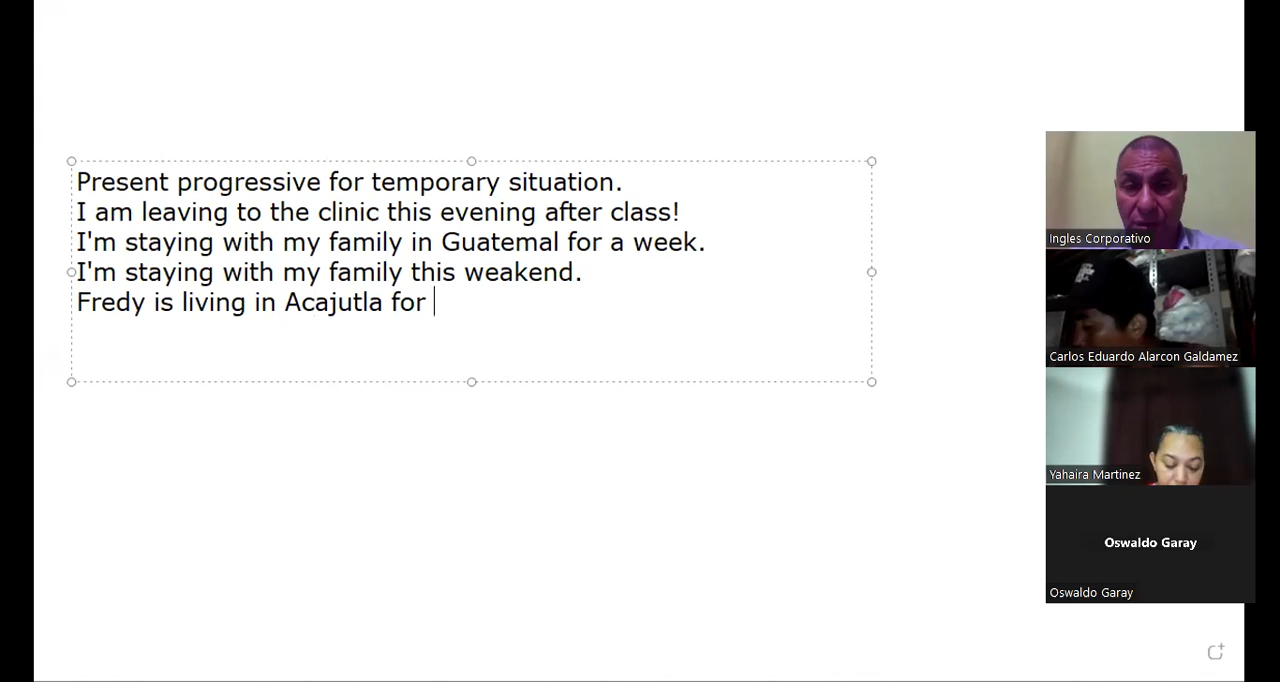 Present progressive for temporary situation.
I am leaving to the clinic this evening after class!
I'm staying with my family in Guatemal for a week.
I'm staying with my family this weakend.
Fredy is living in Acajutla for
Ingles Corporativo
Carlos Eduardo Alarcon Galdamez
Yahaira Martinez
Oswaldo Garay
Oswaldo Garay